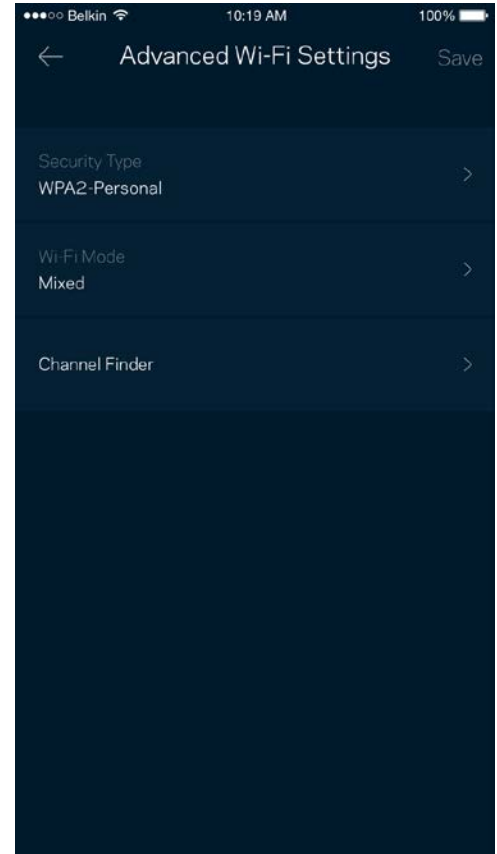 Belkin 10:19 AM 100%
Advanced Wi-Fi Settings Save
Security Type
WPA2-Personal
Wi-Fi Mode
Mixed
Channel Finder